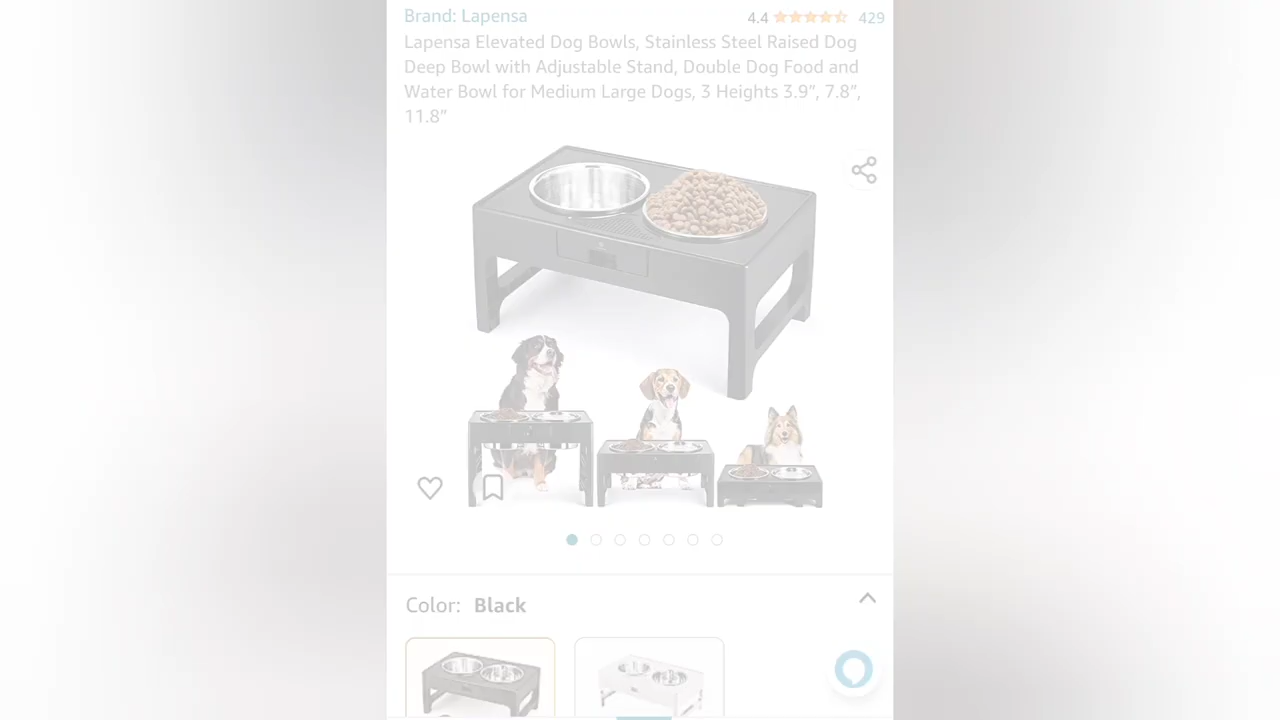 Brand: Lapensa
4.4 429
Lapensa Elevated Dog Bowls, Stainless Steel Raised Dog
Deep Bowl with Adjustable Stand, Double Dog Food and
Water Bowl for Medium Large Dogs, 3 Heights 3.9”, 7.8”,
11.8”
Color: Black